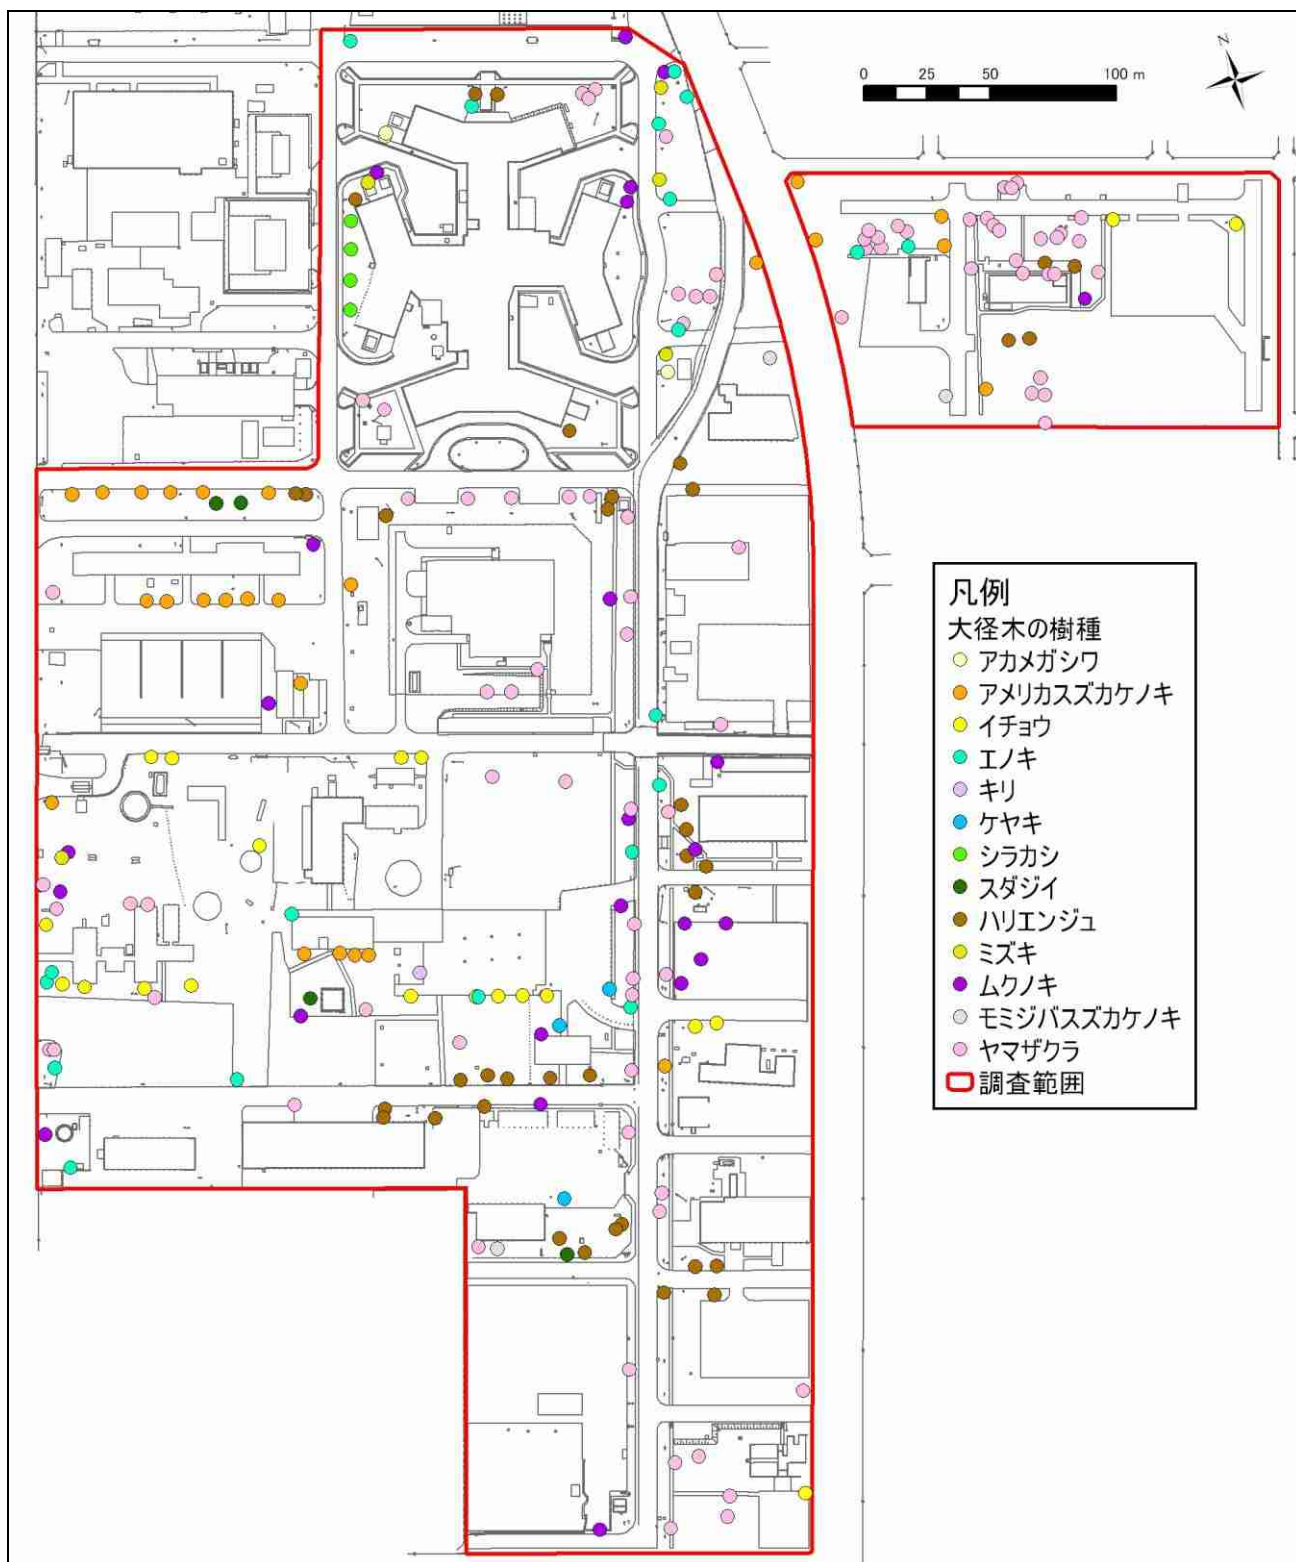 N
0 25 50 100 m
凡例
大径木の樹種
アカメガシワ
アメリカスズカケノキ
イチョウ
エノキ
キリ
ケヤキ
シラカシ
スダジイ
ハリエンジュ
ミズキ
ムクノキ
モミジバスズカケノキ
ヤマザクラ
調査範囲